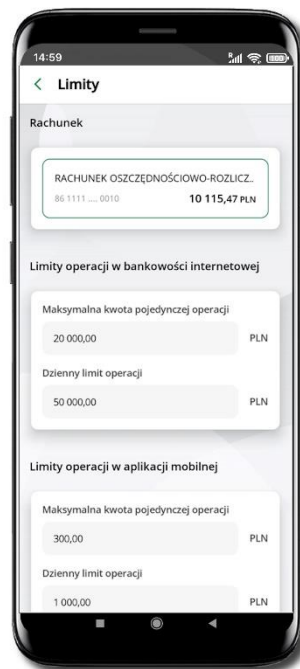 14:59
Limity
Rachunek
RACHUNEK OSZCZĘDNOŚCIOWO-ROZLICZ..
86 1111 .... 0010 10 115,47 PLN
Limity operacji w bankowości internetowej
Maksymalna kwota pojedynczej operacji
20 000,00 PLN
Dzienny limit operacji
50 000,00 PLN
Limity operacji w aplikacji mobilnej
Maksymalna kwota pojedynczej operacji
300,00 PLN
Dzienny limit operacji
1 000,00 PLN